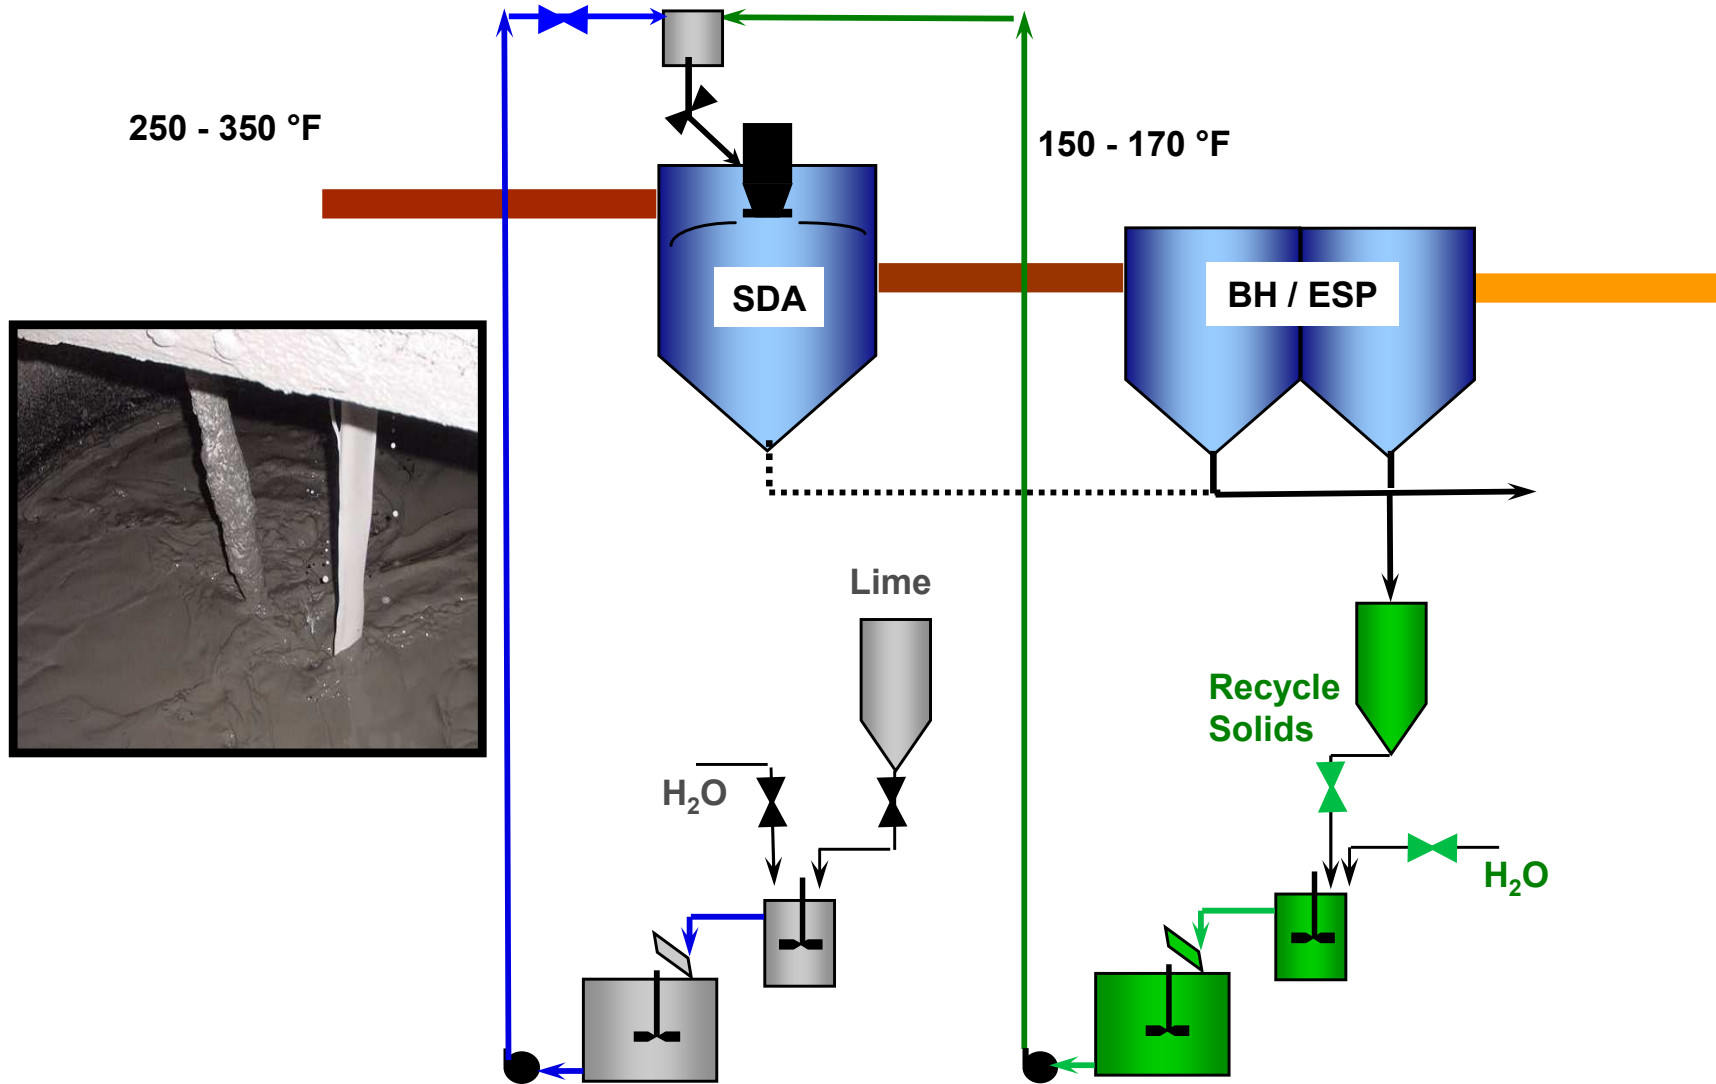 250 - 350 °F
150 - 170 °F
SDA
BH / ESP
Lime
Recycle
Solids
H₂O
H₂O